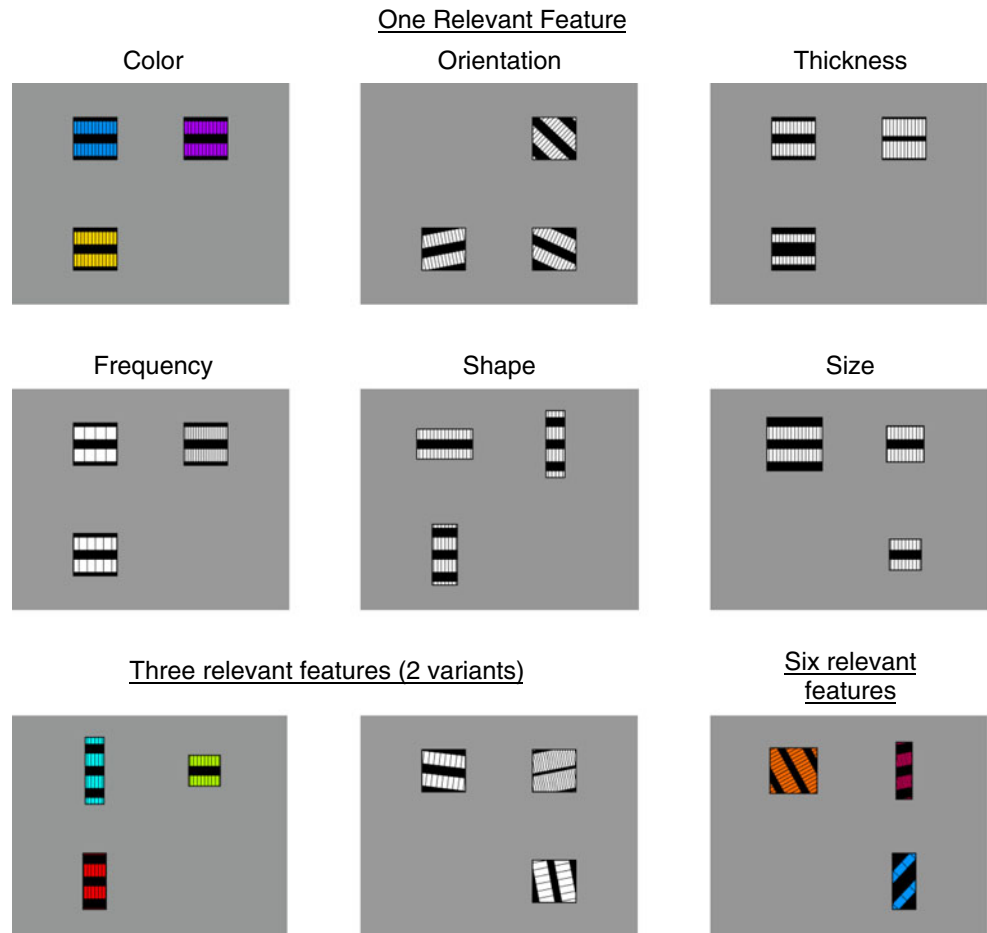 One Relevant Feature
Color Orientation Thickness
Frequency Shape Size
Three relevant features (2 variants)
Six relevant
features